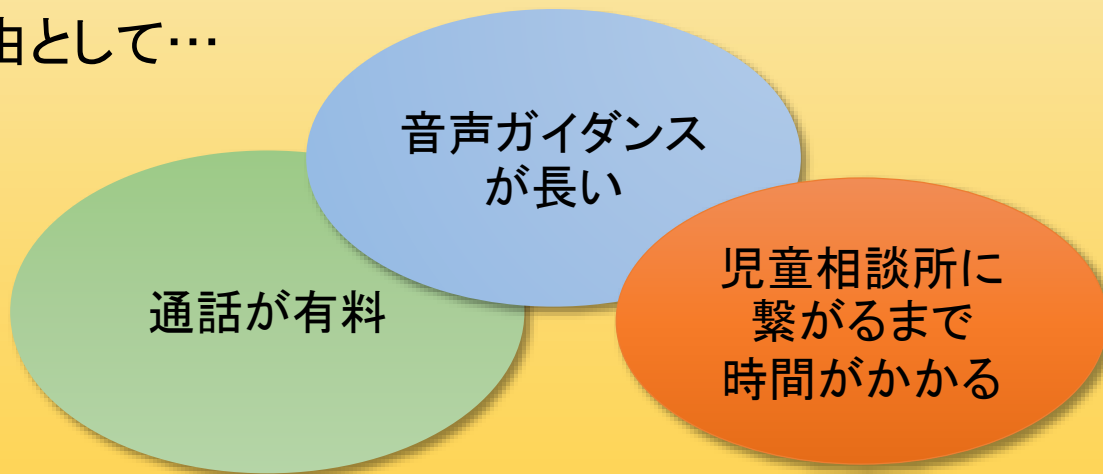 由として…
音声ガイダンス
が長い
通話が有料
児童相談所に
繋がるまで
時間がかかる